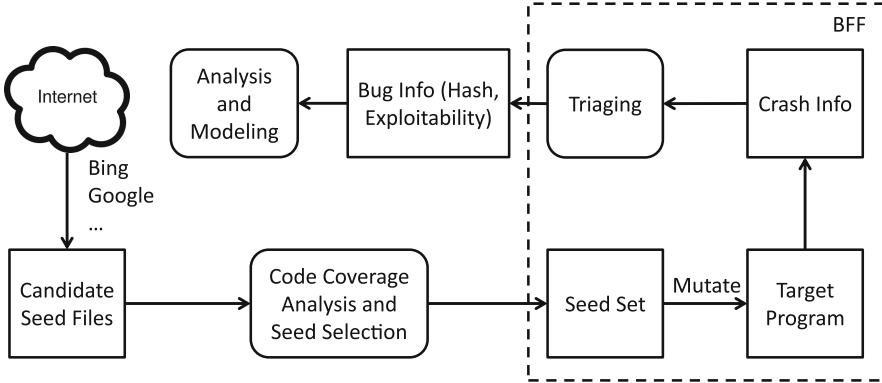 BFF
Internet
Analysis
and
Modeling
Bug Info (Hash,
Exploitability)
Triaging
Crash Info
Bing
Google
...
Candidate
Seed Files
Code Coverage
Analysis and
Seed Selection
Seed Set
Mutate
Target
Program